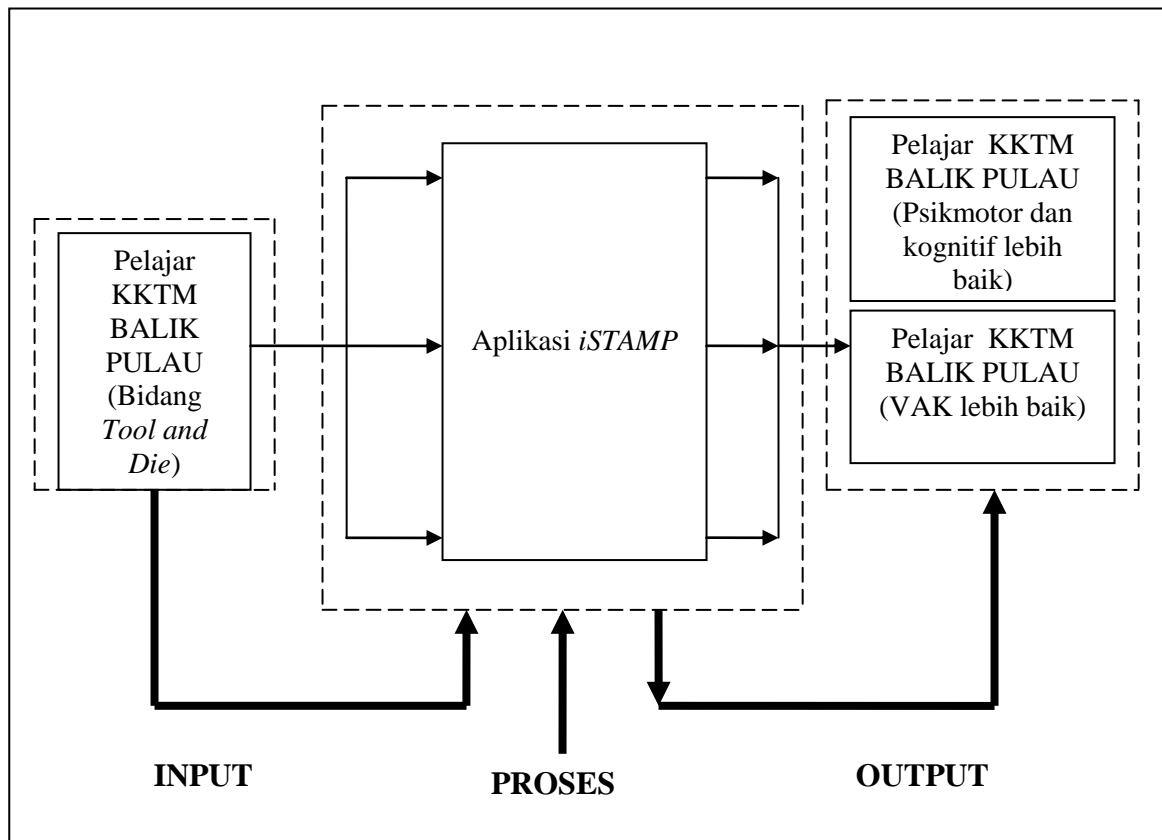 Pelajar
KKTM
BALIK
PULAU
(Bidang
Tool and
Die)
Aplikasi iSTAMP
Pelajar KKTM
BALIK PULAU
(Psikmotor dan
kognitif lebih
baik)
Pelajar KKTM
BALIK PULAU
(VAK lebih baik)
INPUT
PROSES
OUTPUT